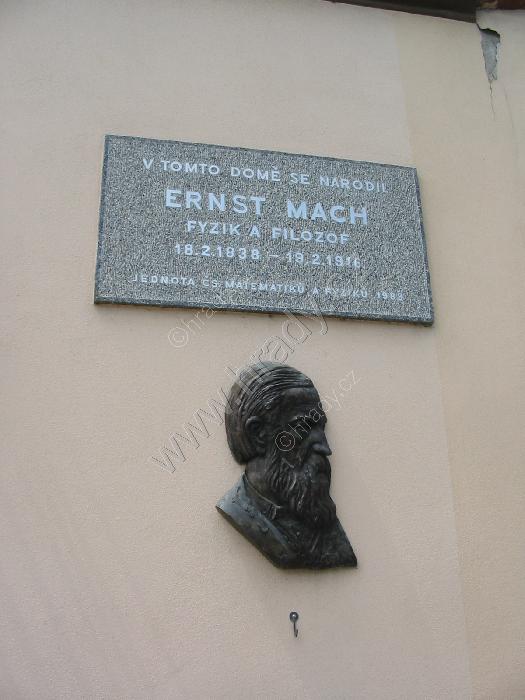 V TOMTO DOMĚ SE NARODIL
ERNST MACH
FYZIK A FILOZOF
18.2.1838 – 19.2.1916
JEDNOTA ČS. MATEMATIKŮ A FYZIKŮ 1988
©hrady.cz
www.hrady.cz
©hrady.cz